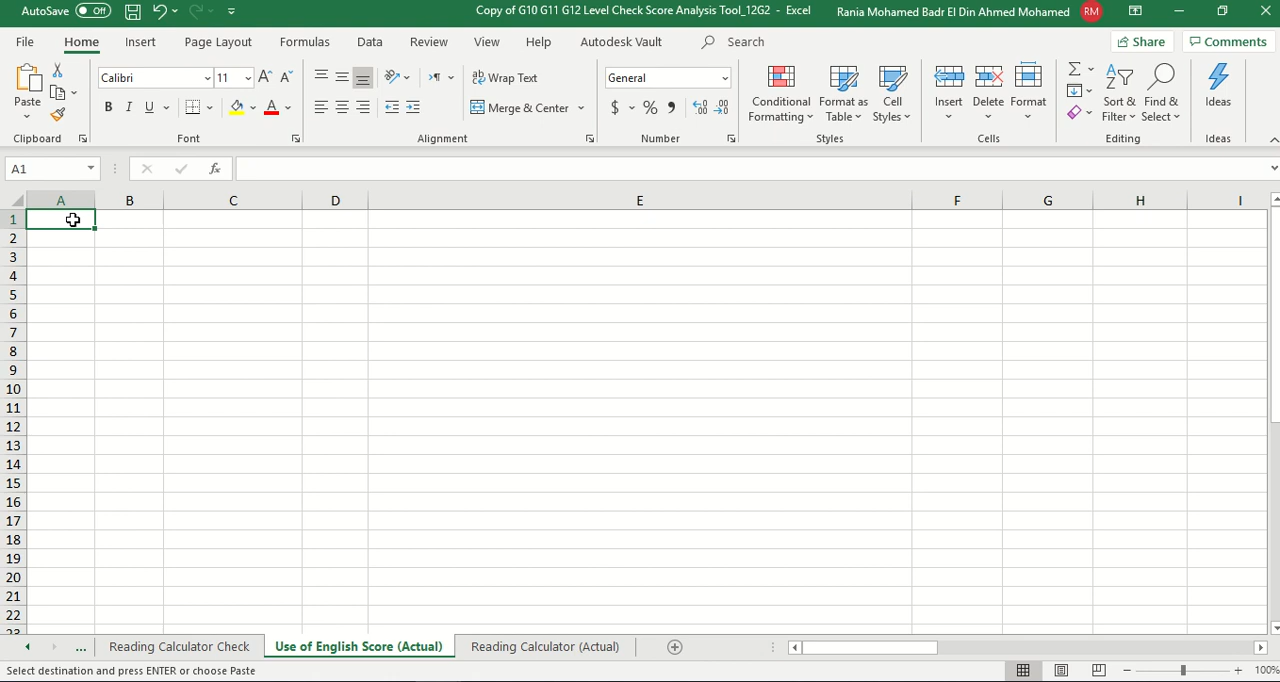 AutoSave Off Copy of G10 G11 G12 Level Check Score Analysis Tool_12G2 - Excel Rania Mohamed Badr El Din Ahmed Mohamed RM
File Home Insert Page Layout Formulas Data Review View Help Autodesk Vault Search Share Comments
Paste Calibri 11 A A Wrap Text General Conditional Formatting Format as Table Cell Styles Insert Delete Format Sort & Filter Find & Select Ideas
B I U A Merge & Center $ % 9
Clipboard Font Alignment Number Styles Cells Editing Ideas
A1 fx
A B C D E F G H I
1
2
3
4
5
6
7
8
9
10
11
12
13
14
15
16
17
18
19
20
21
22
23
... Reading Calculator Check Use of English Score (Actual) Reading Calculator (Actual)
Select destination and press ENTER or choose Paste 100%